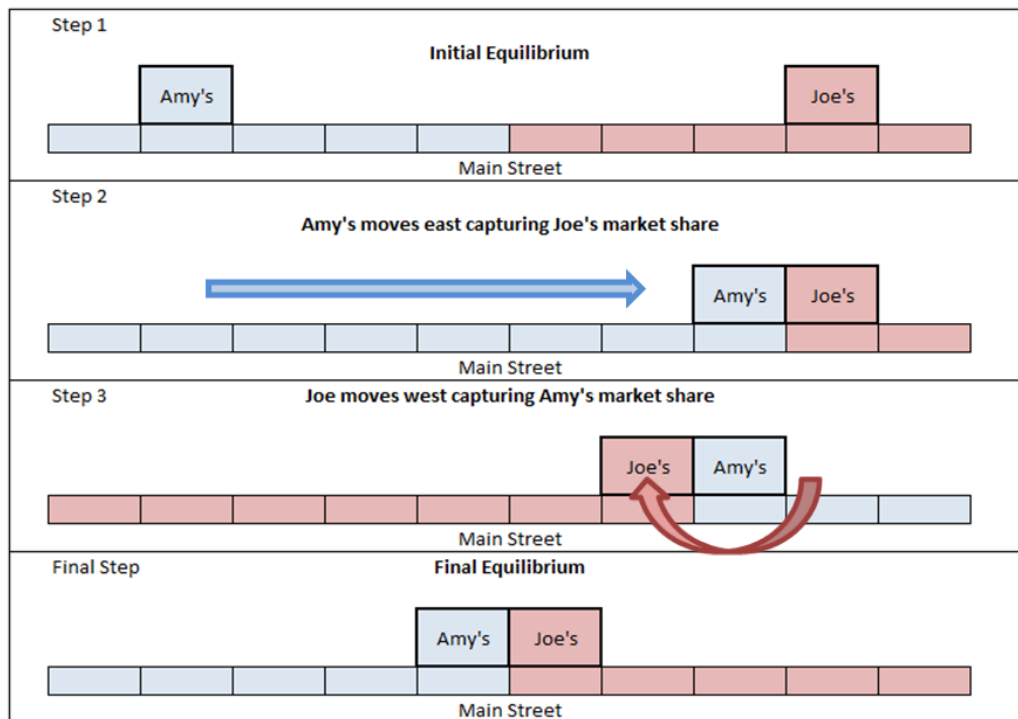 Step 1
Initial Equilibrium
Amy's
Joe's
Main Street
Step 2
Amy's moves east capturing Joe's market share
Amy's
Joe's
Main Street
Step 3
Joe moves west capturing Amy's market share
Joe's
Amy's
Main Street
Final Step
Final Equilibrium
Amy's
Joe's
Main Street